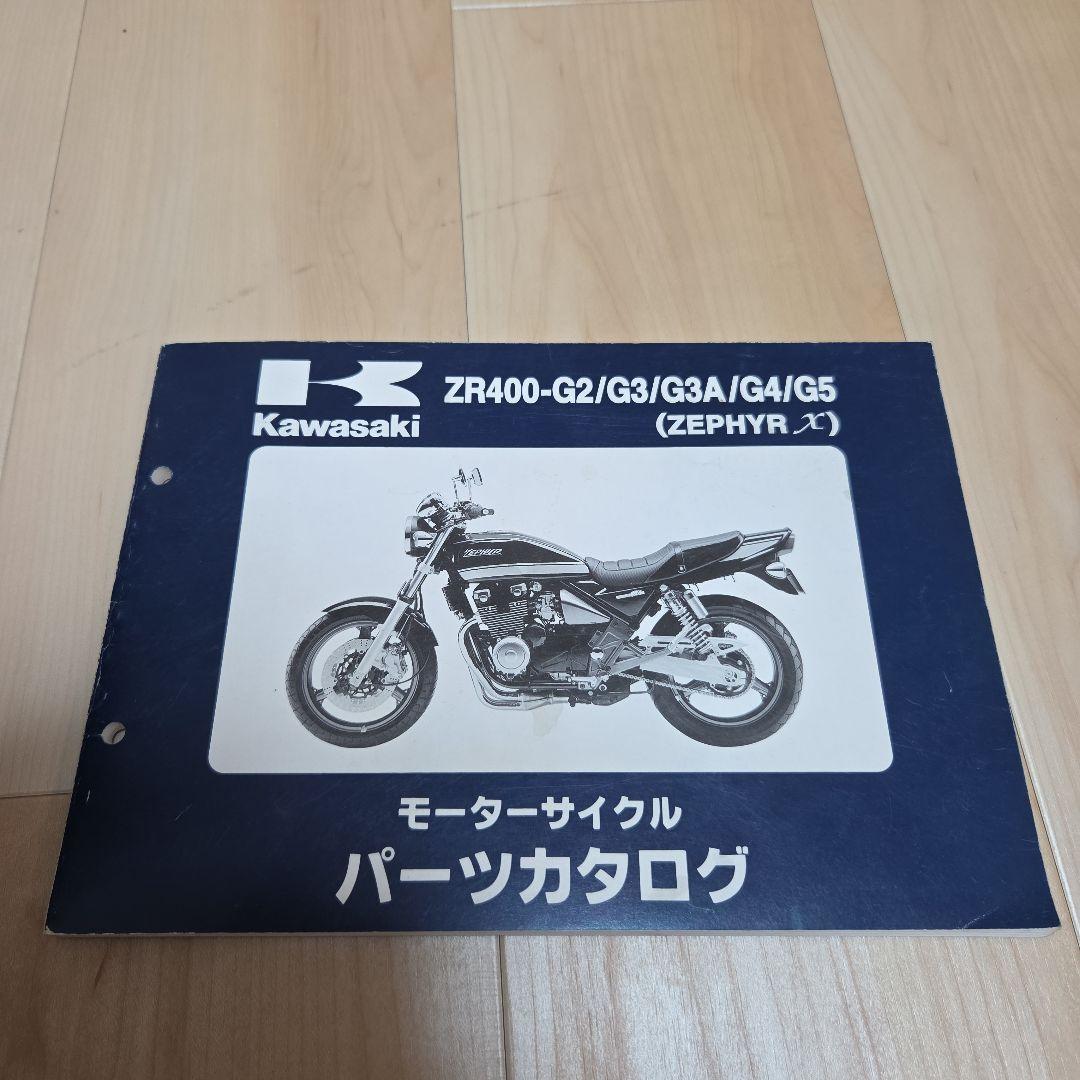 Kawasaki
ZR400-G2/G3/G3A/G4/G5
(ZEPHYR χ)
ZEPHYR
モーターサイクル
パーツカタログ